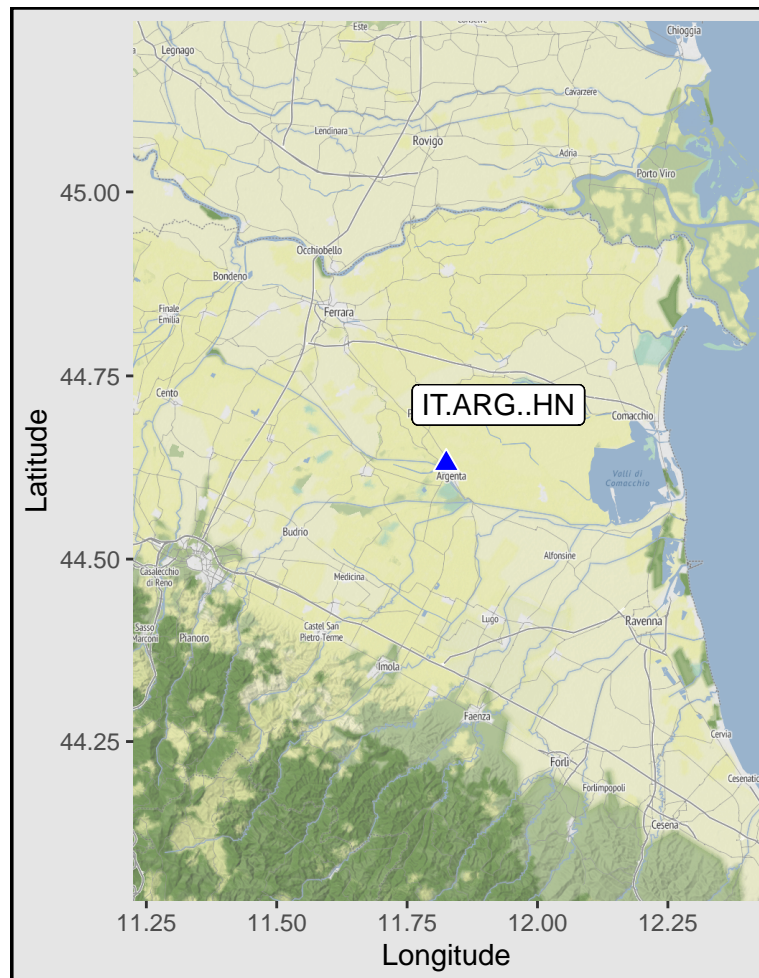 Este
Conselve
Chioggia
Legnago
Cavarzere
Lendinara
Rovigo
Adria
Porto Viro
45.00
Occhiobello
Bondeno
Finale
Emilia
Ferrara
44.75
Cento
IT.ARG..HN
Comacchio
Argenta
Valli di
Comacchio
Latitude
44.50
Budrio
Alfonsine
Casalecchio
di Reno
Medicina
Sasso
Marconi
Pianoro
Castel San
Pietro Terme
Lugo
Ravenna
Imola
Faenza
44.25
Cervia
Forlì
Forlimpopoli
Cesenatic
Cesena
11.25
11.50
11.75
12.00
12.25
Longitude